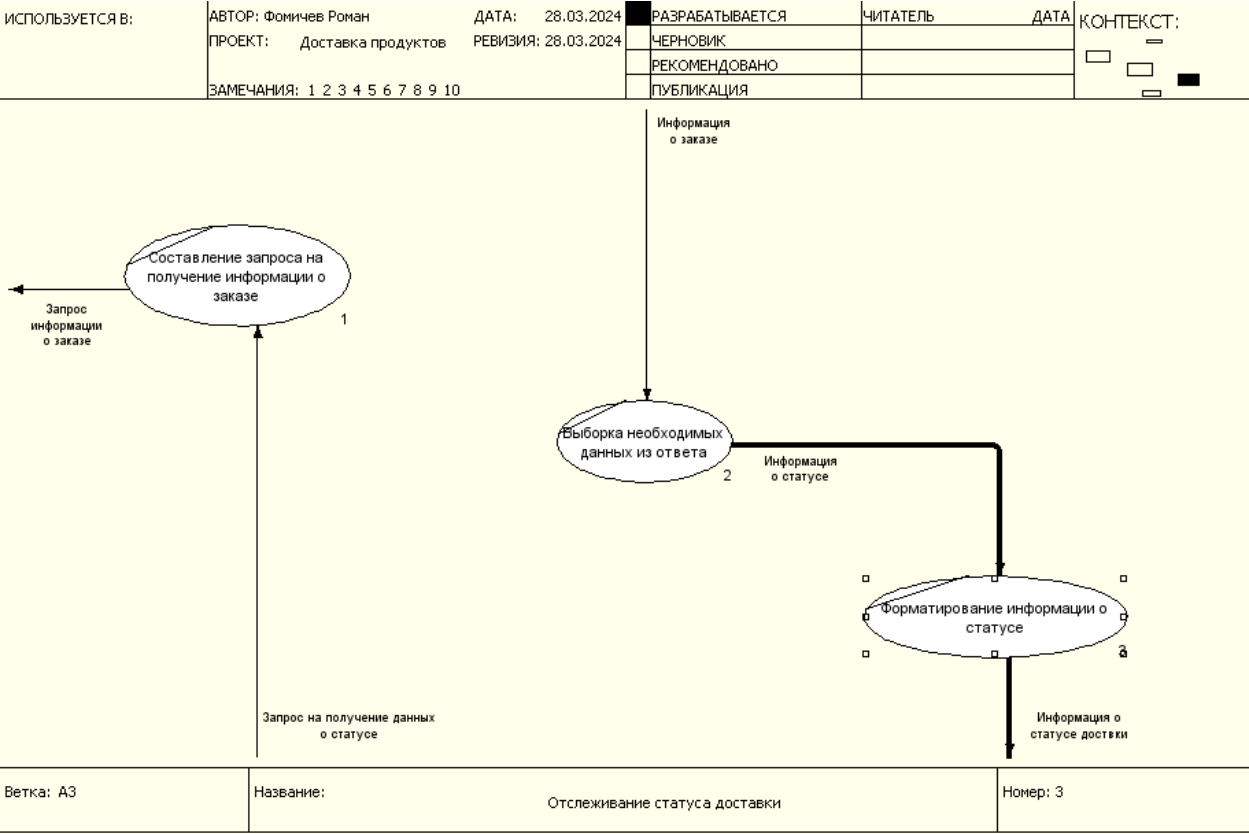 ИСПОЛЬЗУЕТСЯ В:
АВТОР: Фомичев Роман
ДАТА: 28.03.2024
РАЗРАБАТЫВАЕТСЯ
ЧИТАТЕЛЬ
ДАТА
КОНТЕКСТ:
ПРОЕКТ: Доставка продуктов
РЕВИЗИЯ: 28.03.2024
ЧЕРНОВИК
РЕКОМЕНДОВАНО
ЗАМЕЧАНИЯ: 1 2 3 4 5 6 7 8 9 10
ПУБЛИКАЦИЯ
Информация
о заказе
Составление запроса на
получение информации о
заказе
1
Запрос
информации
о заказе
Выборка необходимых
данных из ответа
2
Информация
о статусе
Форматирование информации о
статусе
3
Запрос на получение данных
о статусе
Информация о
статусе доствки
Ветка: A3
Название:
Отслеживание статуса доставки
Номер: 3